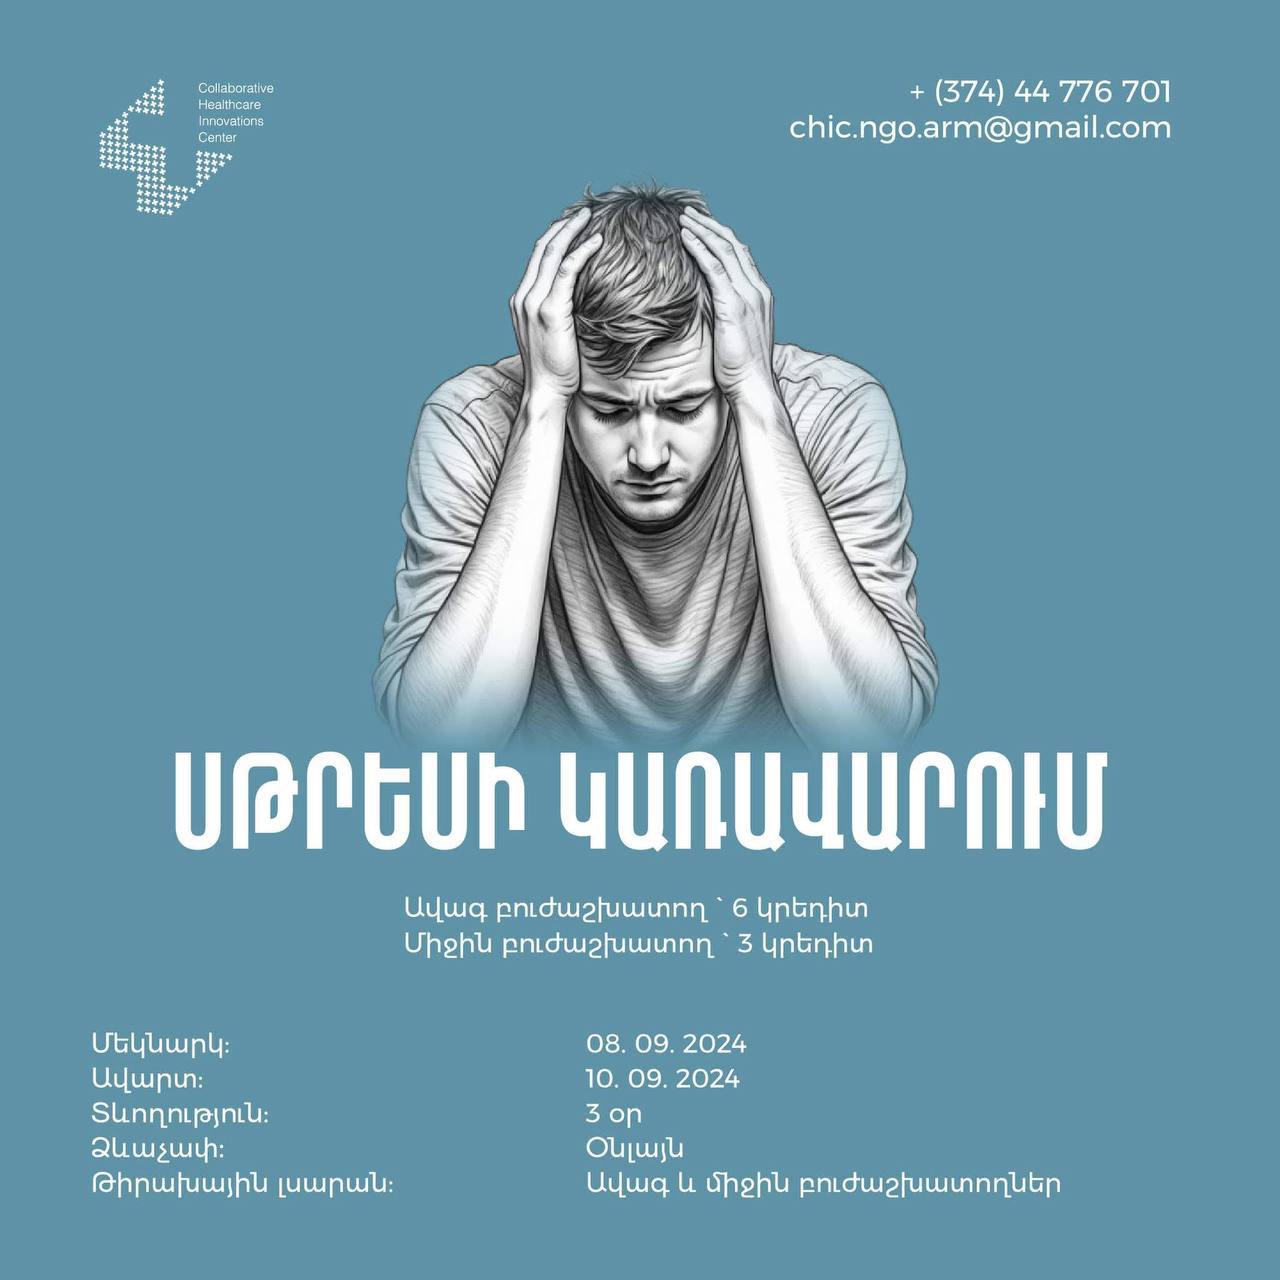 Collaborative
Healthcare
Innovations
Center
+ (374) 44 776 701
chic.ngo.arm@gmail.com
ՍԹՐԵՍԻ ԿԱՌԱՎԱՐՈՒՄ
Ավագ բուժաշխատող ` 6 կրեդիտ
Միջին բուժաշխատող ` 3 կրեդիտ
Մեկնարկ: 08. 09. 2024
Ավարտ: 10. 09. 2024
Տևողություն: 3 օր
Ձևաչափ: Օնլայն
Թիրախային լսարան: Ավագ և միջին բուժաշխատողներ